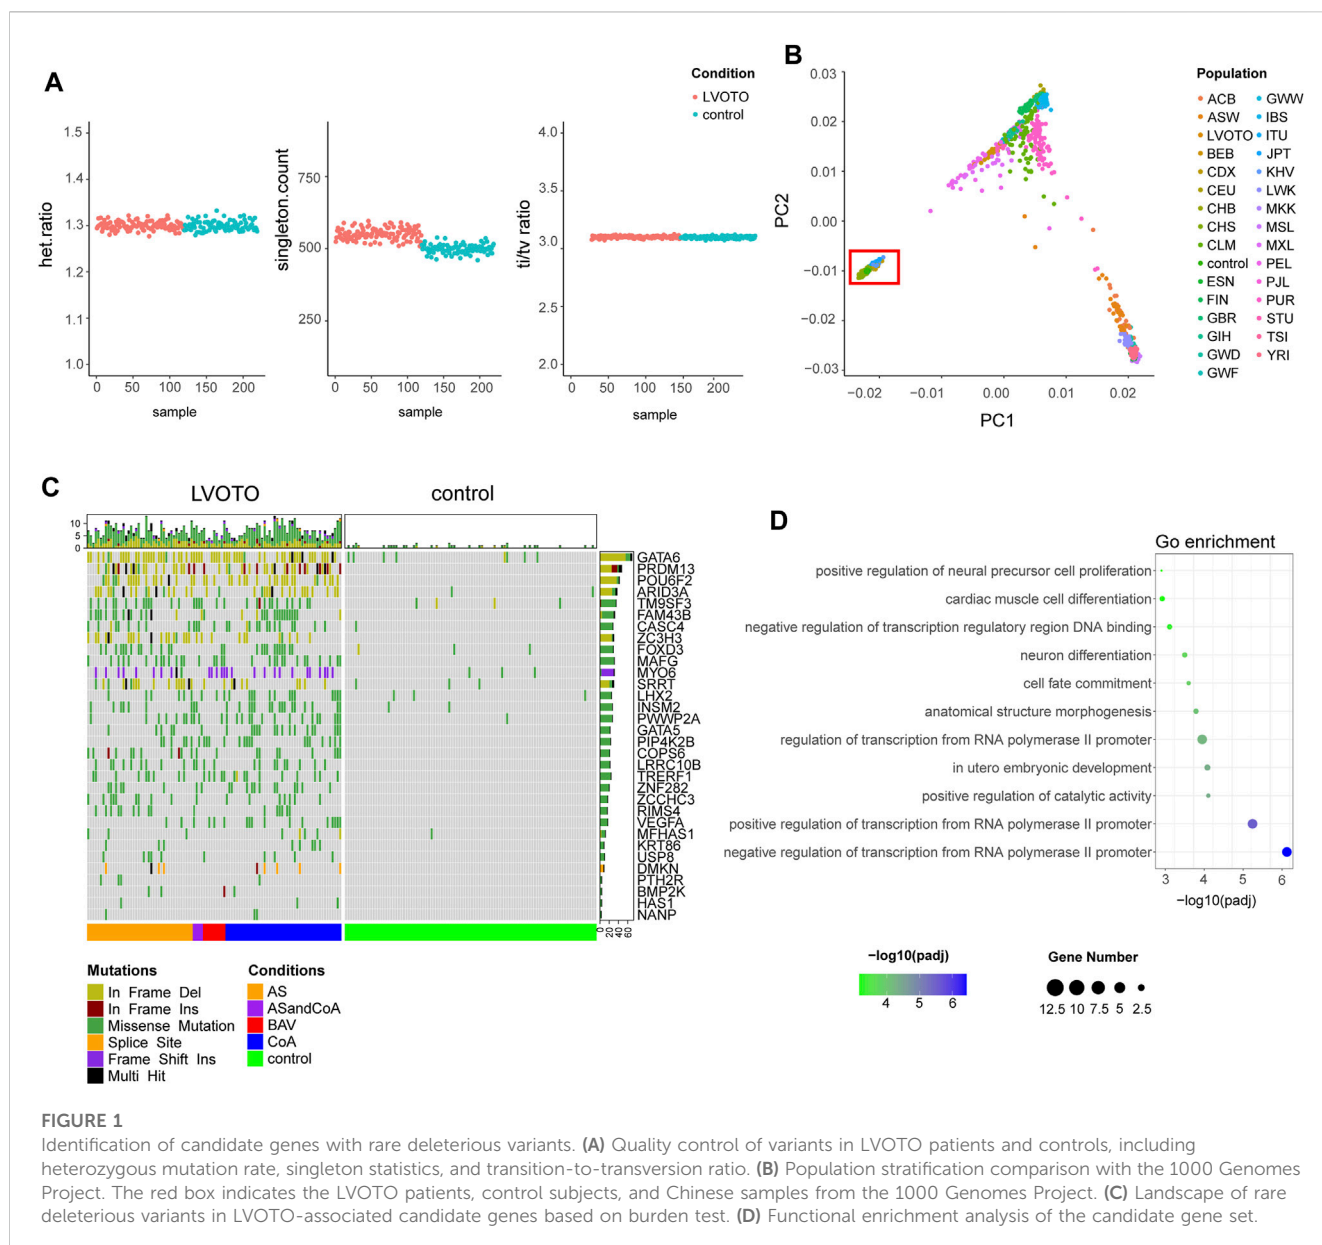 A
Condition
LVOTO
control
1.5
1.4
1.3
1.2
1.1
1.0
het.ratio
0 50 100 150 200
sample
750
500
250
singleton.count
0 50 100 150 200
sample
4.0
3.5
3.0
2.5
2.0
ti/tv ratio
0 50 100 150 200
sample
B
0.03
0.02
0.01
0.00
−0.01
−0.02
−0.03
PC2
−0.02 −0.01 0.00 0.01 0.02
PC1
Population
ACB GWW
ASW IBS
LVOTO ITU
BEB JPT
CDX KHV
CEU LWK
CHB MKK
CHS MSL
CLM MXL
control PEL
ESN PJL
FIN PUR
GBR STU
GIH TSI
GWD YRI
GWF
C
LVOTO control
10
5
0
GATA6
PRDM13
POU6F2
ARID3A
TM9SF3
FAM43B
CASC4
ZC3H3
FOXD3
MAFG
MYO6
SRRT
LHX2
INSM2
PWWP2A
GATA5
PIP4K2B
COPS6
LRRC10B
TRERF1
ZNF282
ZCCHC3
RIMS4
VEGFA
MFHAS1
KRT86
USP8
DMKN
PTH2R
BMP2K
HAS1
NANP
0 20 40 60
Mutations
In Frame Del
In Frame Ins
Missense Mutation
Splice Site
Frame Shift Ins
Multi Hit
Conditions
AS
ASandCoA
BAV
CoA
control
D
Go enrichment
positive regulation of neural precursor cell proliferation
cardiac muscle cell differentiation
negative regulation of transcription regulatory region DNA binding
neuron differentiation
cell fate commitment
anatomical structure morphogenesis
regulation of transcription from RNA polymerase II promoter
in utero embryonic development
positive regulation of catalytic activity
positive regulation of transcription from RNA polymerase II promoter
negative regulation of transcription from RNA polymerase II promoter
3 4 5 6
−log10(padj)
−log10(padj)
4 5 6
Gene Number
12.5 10 7.5 5 2.5
FIGURE 1
Identification of candidate genes with rare deleterious variants. (A) Quality control of variants in LVOTO patients and controls, including
heterozygous mutation rate, singleton statistics, and transition-to-transversion ratio. (B) Population stratification comparison with the 1000 Genomes
Project. The red box indicates the LVOTO patients, control subjects, and Chinese samples from the 1000 Genomes Project. (C) Landscape of rare
deleterious variants in LVOTO-associated candidate genes based on burden test. (D) Functional enrichment analysis of the candidate gene set.